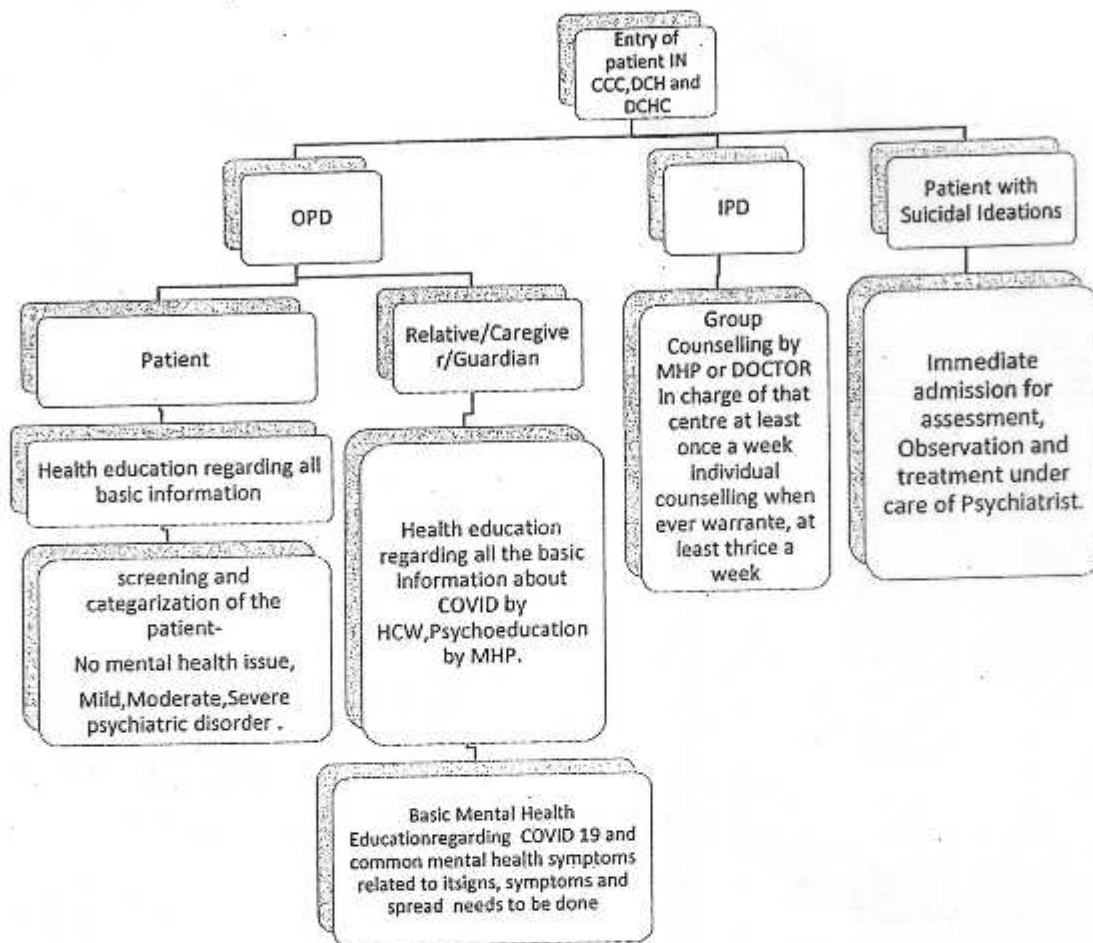 Entry of
patient IN
CCC,DCH and
DCHC
OPD
IPD
Patient with
Suicidal Ideations
Patient
Relative/Caregive
r/Guardian
Group
Counselling by
MHP or DOCTOR
In charge of that
centre at least
once a week
individual
counselling when
ever warrante, at
least thrice a
week
Immediate
admission for
assessment,
Observation and
treatment under
care of Psychiatrist.
Health education regarding all
basic information
Health education
regarding all the basic
information about
COVID by
HCW,Psychoeducation
by MHP.
screening and
categarization of the
patient-
No mental health issue,
Mild,Moderate,Severe
psychiatric disorder .
Basic Mental Health
Educationregarding COVID 19 and
common mental health symptoms
related to itsigns, symptoms and
spread needs to be done